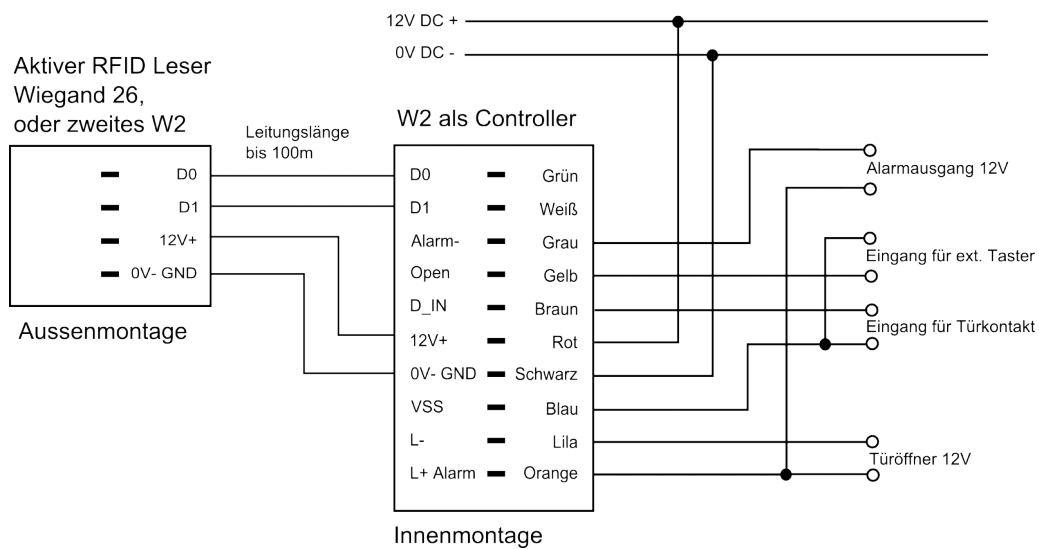 12V DC +
0V DC -
Aktiver RFID Leser
Wiegand 26,
oder zweites W2
Leitungslänge
bis 100m
W2 als Controller
D0
D1
12V+
0V- GND
Aussenmontage
D0 Grün
D1 Weiß
Alarm- Grau
Open Gelb
D_IN Braun
12V+ Rot
0V- GND Schwarz
VSS Blau
L- Lila
L+ Alarm Orange
Innenmontage
Alarmausgang 12V
Eingang für ext. Taster
Eingang für Türkontakt
Türöffner 12V